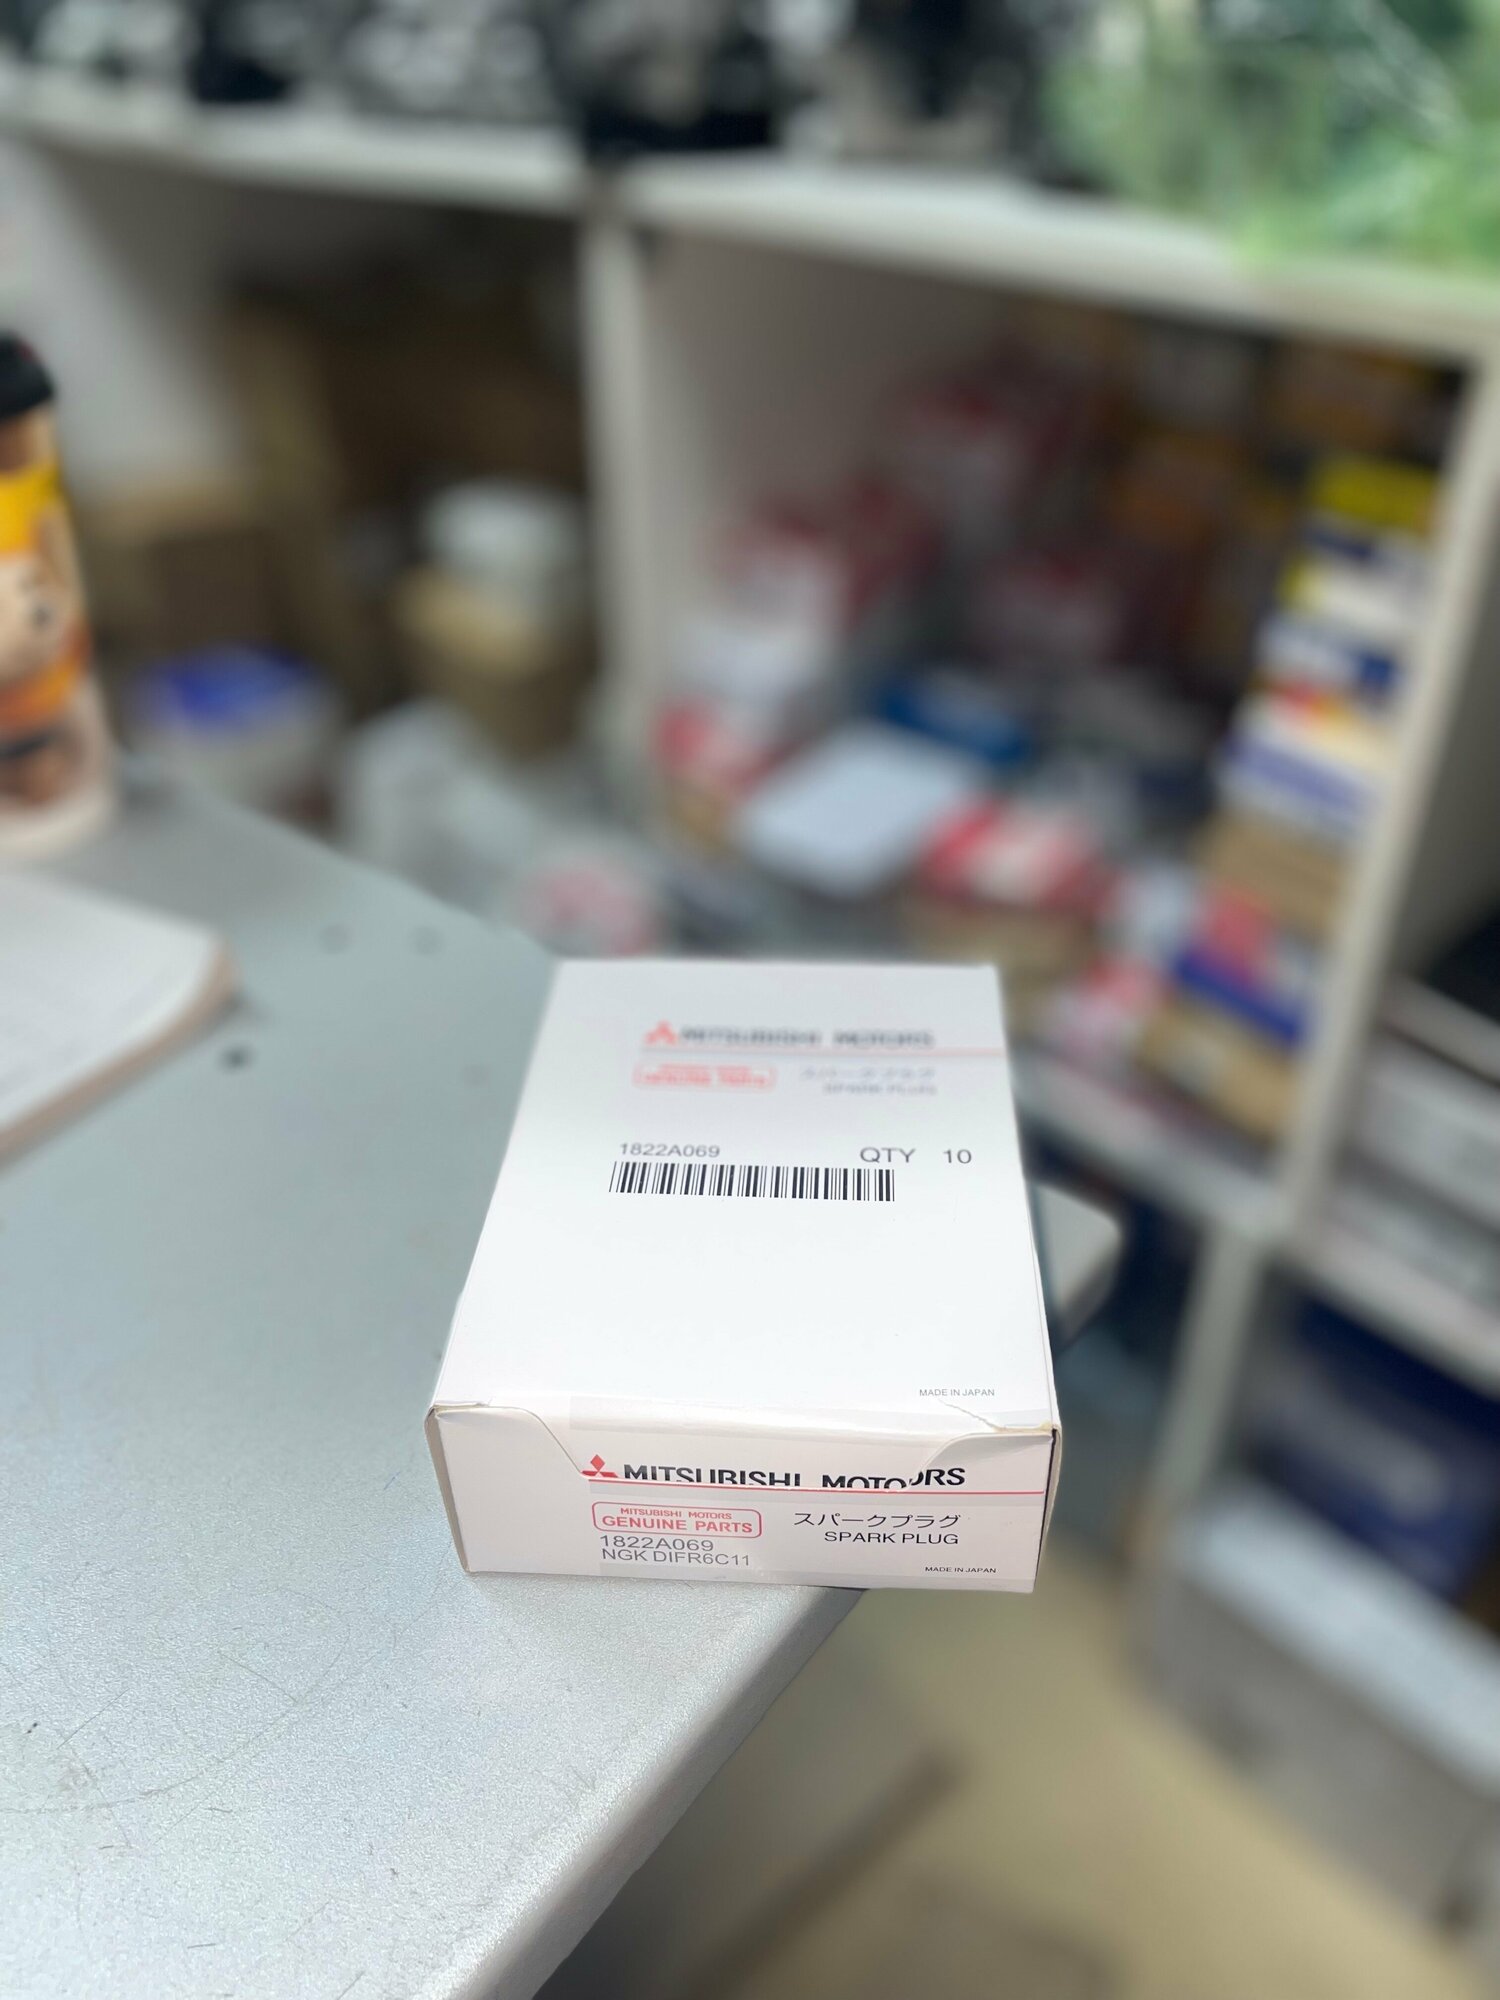 MITSUBISHI MOTORS
GENUINE PARTS
スパークプラグ
SPARK PLUG
1822A069
QTY 10
MADE IN JAPAN
MITSUBISHI MOTORS
MITSUBISHI MOTORS
GENUINE PARTS
スパークプラグ
SPARK PLUG
1822A069
NGK DIFR6C11
MADE IN JAPAN